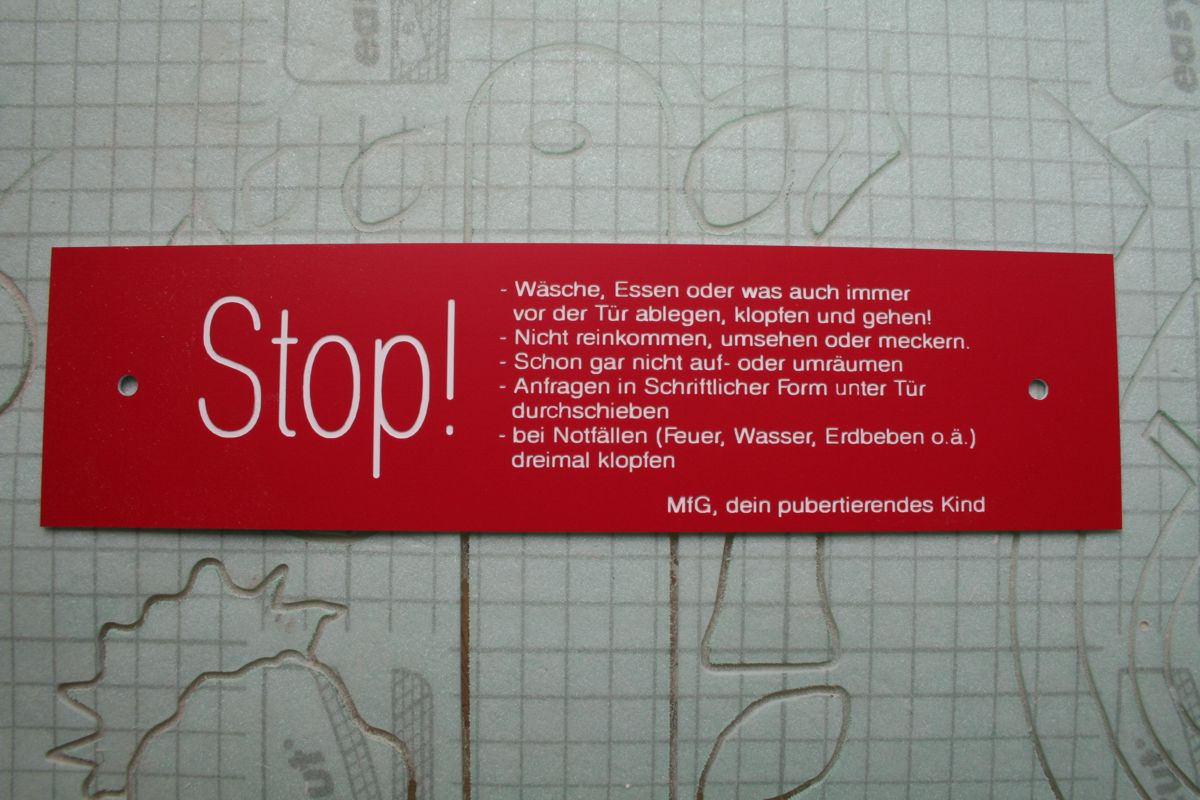 Stop!
- Wäsche, Essen oder was auch immer
vor der Tür ablegen, klopfen und gehen!
- Nicht reinkommen, umsehen oder meckern.
- Schon gar nicht auf- oder umräumen
- Anfragen in Schriftlicher Form unter Tür
durchschieben
- bei Notfällen (Feuer, Wasser, Erdbeben o.ä.)
dreimal klopfen
MfG, dein pubertierendes Kind